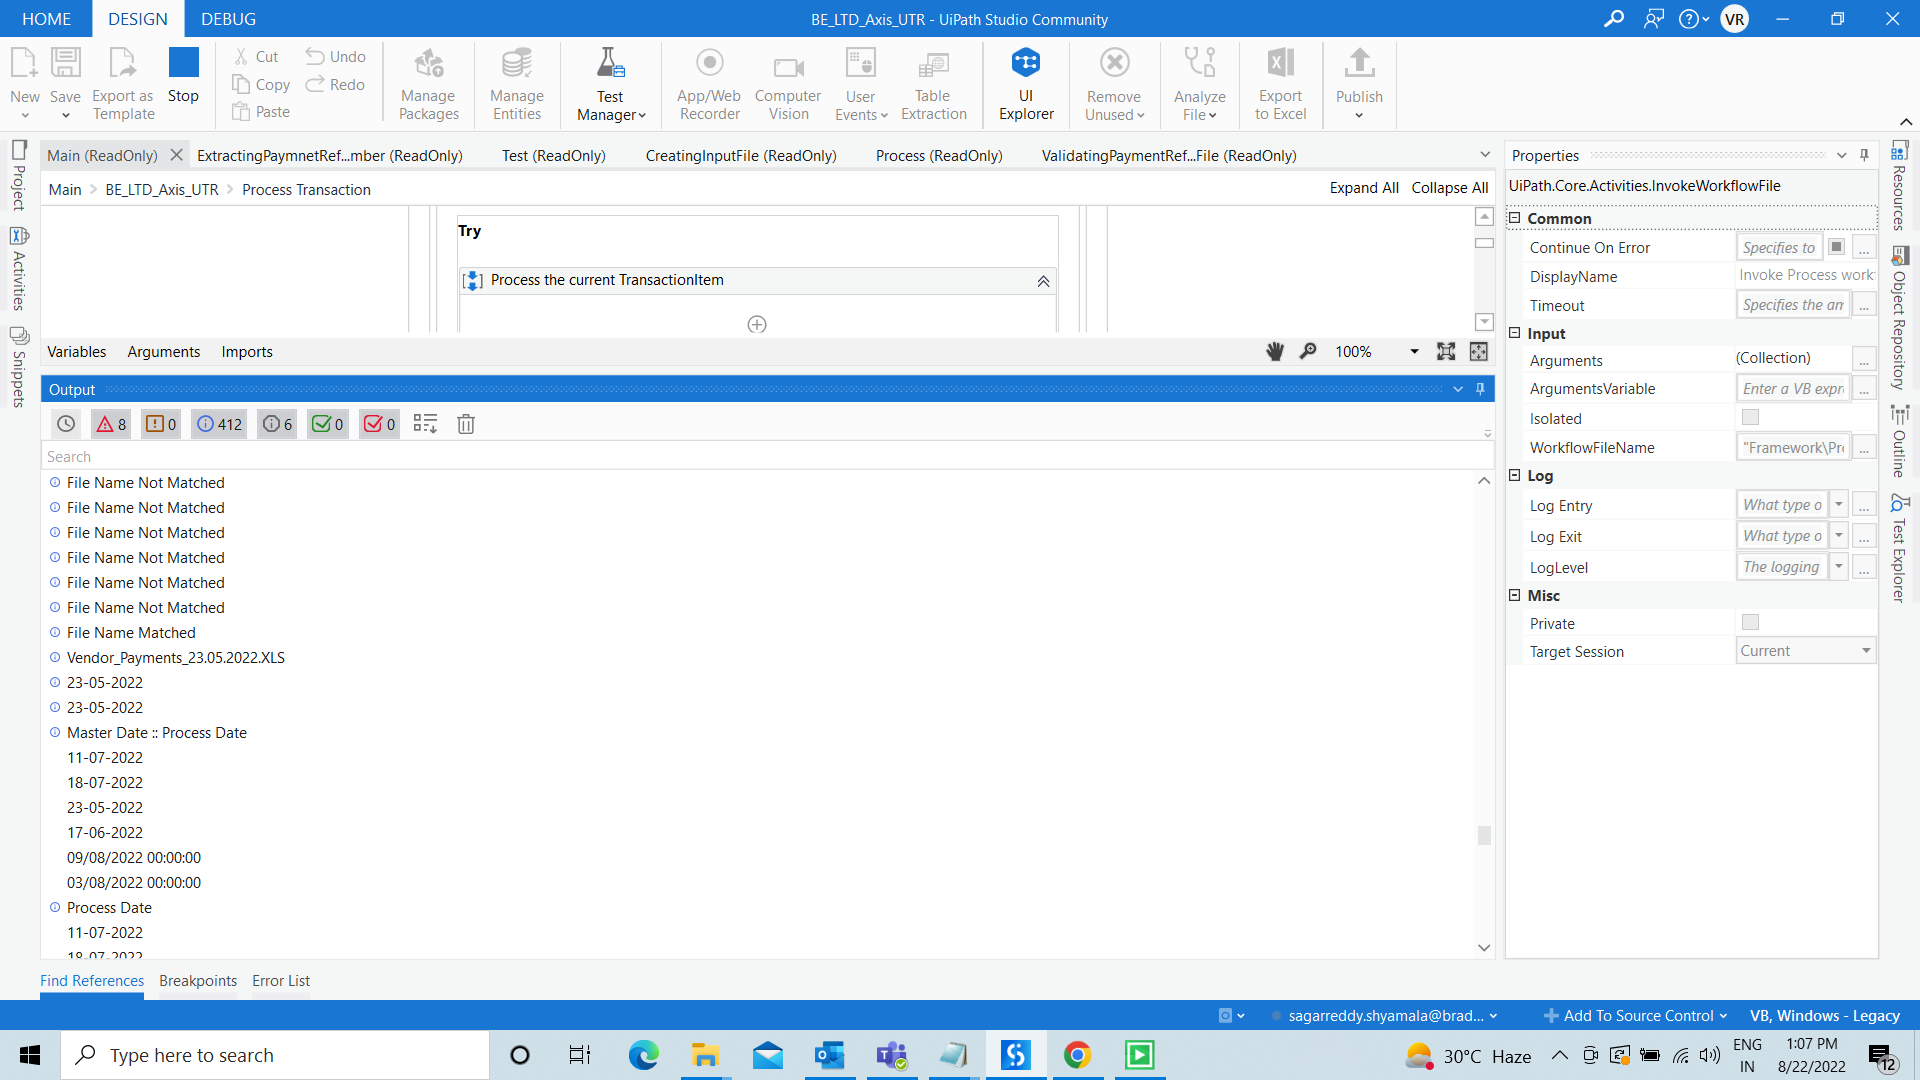 HOME DESIGN DEBUG
BE_LTD_Axis_UTR - UiPath Studio Community
VR
New
Save
Export as Template
Stop
Cut
Copy
Paste
Undo
Redo
Manage Packages
Manage Entities
Test Manager
App/Web Recorder
Computer Vision
User Events
Table Extraction
UI Explorer
Remove Unused
Analyze File
Export to Excel
Publish
Project
Activities
Snippets
Main (ReadOnly) ExtractingPaymnetRef...mber (ReadOnly) Test (ReadOnly) CreatingInputFile (ReadOnly) Process (ReadOnly) ValidatingPaymentRef...File (ReadOnly)
Main BE_LTD_Axis_UTR Process Transaction
Expand All Collapse All
Try
Process the current TransactionItem
Variables Arguments Imports
100%
Output
8 0 412 6 0 0
Search
File Name Not Matched
File Name Not Matched
File Name Not Matched
File Name Not Matched
File Name Not Matched
File Name Not Matched
File Name Matched
Vendor_Payments_23.05.2022.XLS
23-05-2022
23-05-2022
Master Date :: Process Date
11-07-2022
18-07-2022
23-05-2022
17-06-2022
09/08/2022 00:00:00
03/08/2022 00:00:00
Process Date
11-07-2022
18-07-2022
Find References Breakpoints Error List
Properties
UiPath.Core.Activities.InvokeWorkflowFile
Common
Continue On Error Specifies to ...
DisplayName Invoke Process work
Timeout Specifies the am ...
Input
Arguments (Collection) ...
ArgumentsVariable Enter a VB expr ...
Isolated
WorkflowFileName "Framework\Pro ...
Log
Log Entry What type o ...
Log Exit What type o ...
LogLevel The logging ...
Misc
Private
Target Session Current
Resources
Object Repository
Outline
Test Explorer
sagarreddy.shyamala@brad... Add To Source Control VB, Windows - Legacy
Type here to search
30°C Haze
ENG
IN
1:07 PM
8/22/2022
12